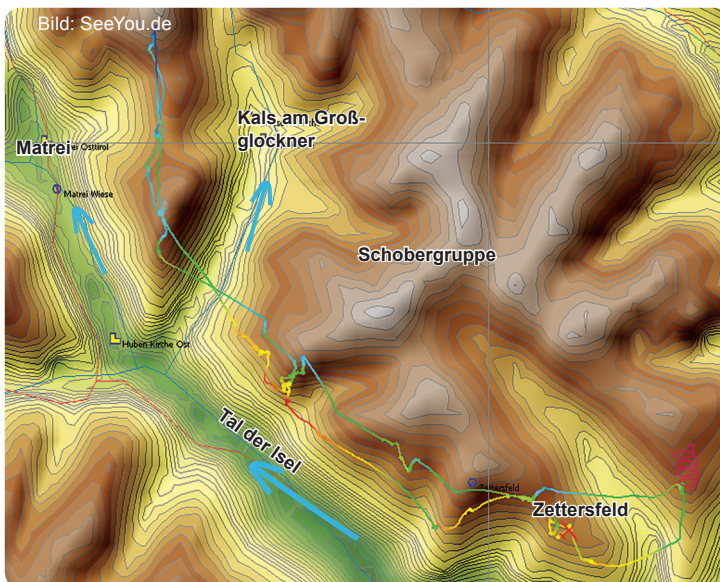 Bild: SeeYou.de
Kals am Groß-
glockner
Matrei
ei Osttirol
Matrei Wiese
Schobergruppe
Huben Kirche Ost
Tal der Isel
Zettersfeld
Zettersfeld